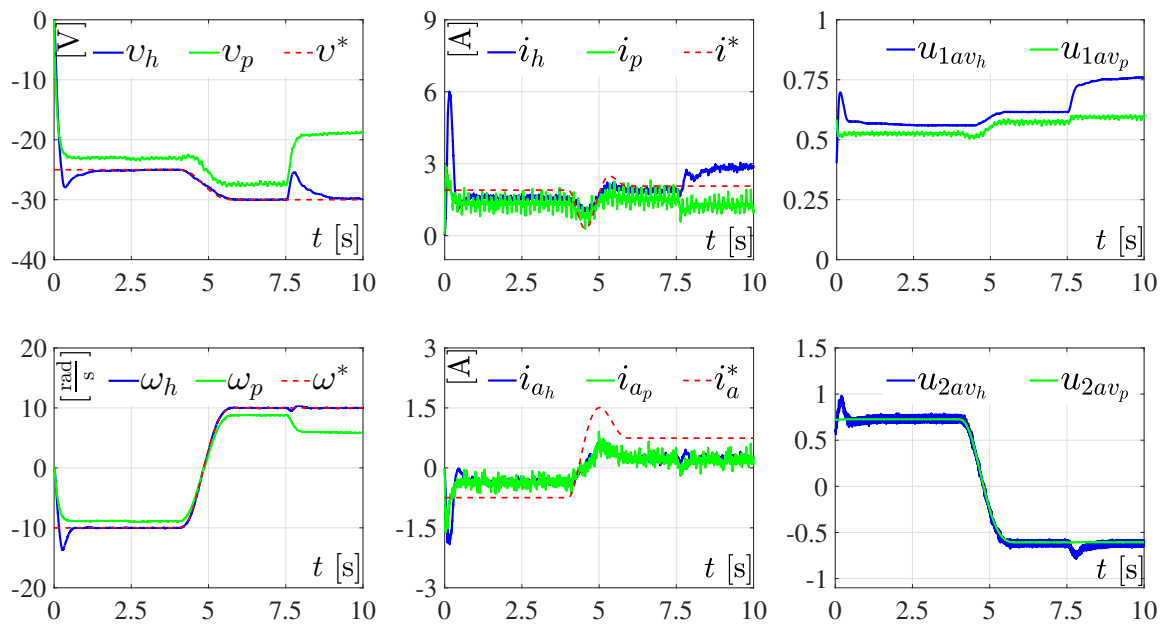 0
-10
-20
-30
-40
[V]
v_h v_p v*
t [s]
0 2.5 5 7.5 10
9
6
3
0
[A]
i_h i_p i*
t [s]
0 2.5 5 7.5 10
1
0.75
0.5
0.25
0
u_{1av_h} u_{1av_p}
t [s]
0 2.5 5 7.5 10
20
10
0
-10
-20
[rad/s]
ω_h ω_p ω*
t [s]
0 2.5 5 7.5 10
3
1.5
0
-1.5
-3
[A]
i_{a_h} i_{a_p} i_a^*
t [s]
0 2.5 5 7.5 10
1
0.5
0
-0.5
-1
u_{2av_h} u_{2av_p}
t [s]
0 2.5 5 7.5 10